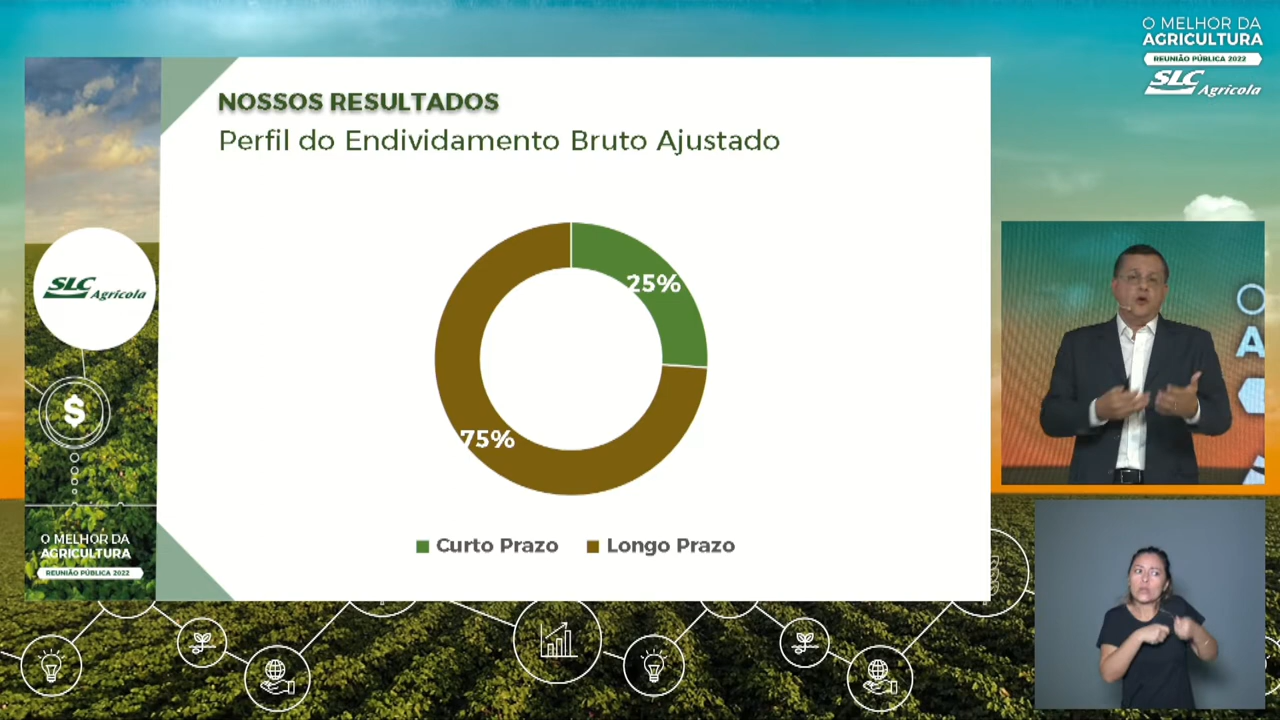 O MELHOR DA
AGRICULTURA
REUNIÃO PÚBLICA 2022
SLC Agrícola
NOSSOS RESULTADOS
Perfil do Endividamento Bruto Ajustado
25%
75%
Curto Prazo
Longo Prazo
SLC Agrícola
$
O MELHOR DA
AGRICULTURA
REUNIÃO PÚBLICA 2022
O
A